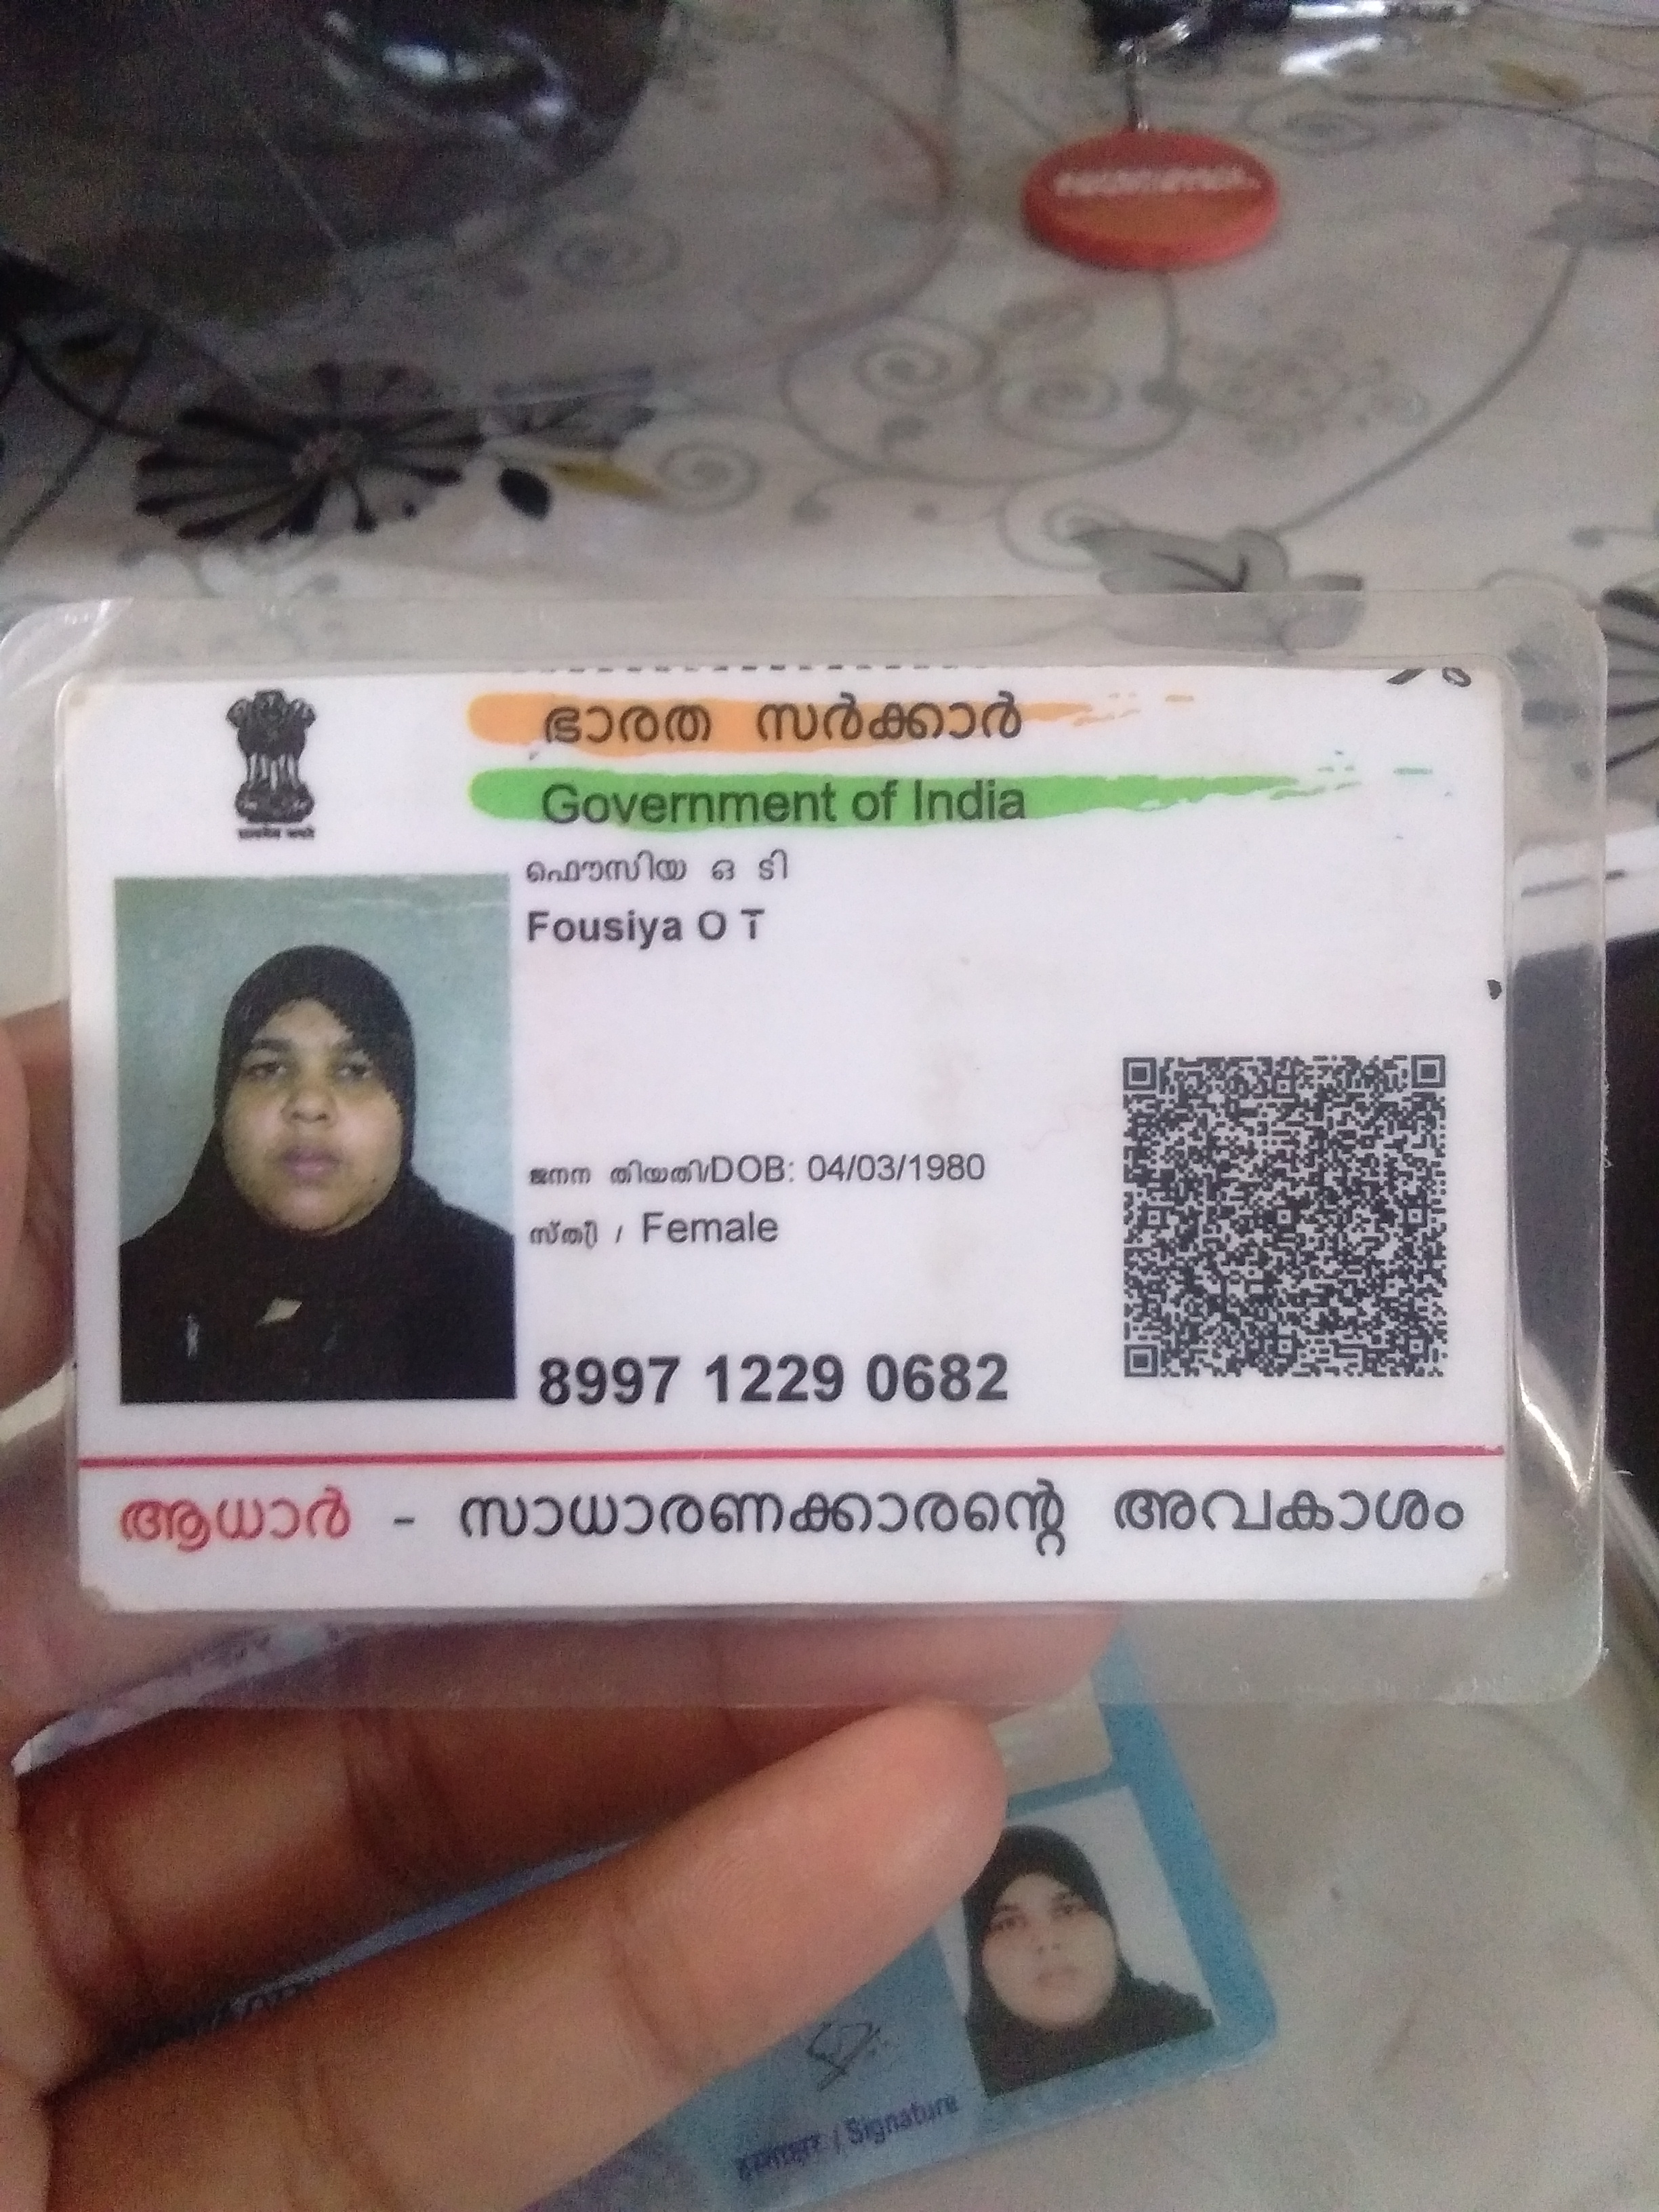 ഭാരത സർക്കാർ
Government of India
ഫൌസിയ ഒ ടി
Fousiya O T
ജനന തിയതി/DOB: 04/03/1980
സ്ത്രീ / Female
8997 1229 0682
ആധാർ - സാധാരണക്കാരന്റെ അവകാശം
/ Signature